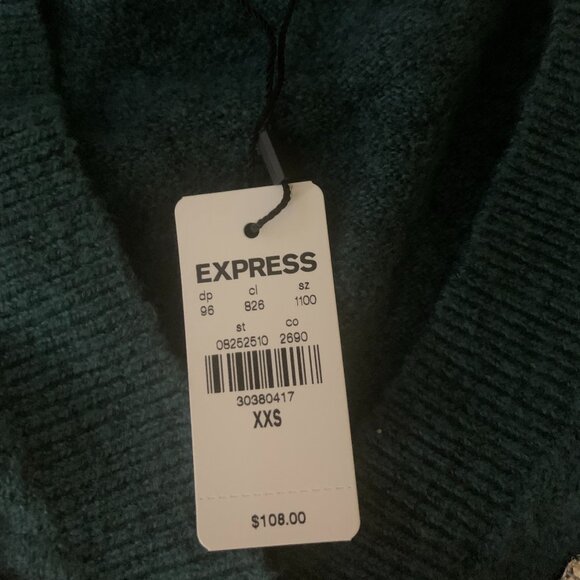 EXPRESS
dp cl sz
96 826 1100
st co
08252510 2690
30380417
XXS
$108.00